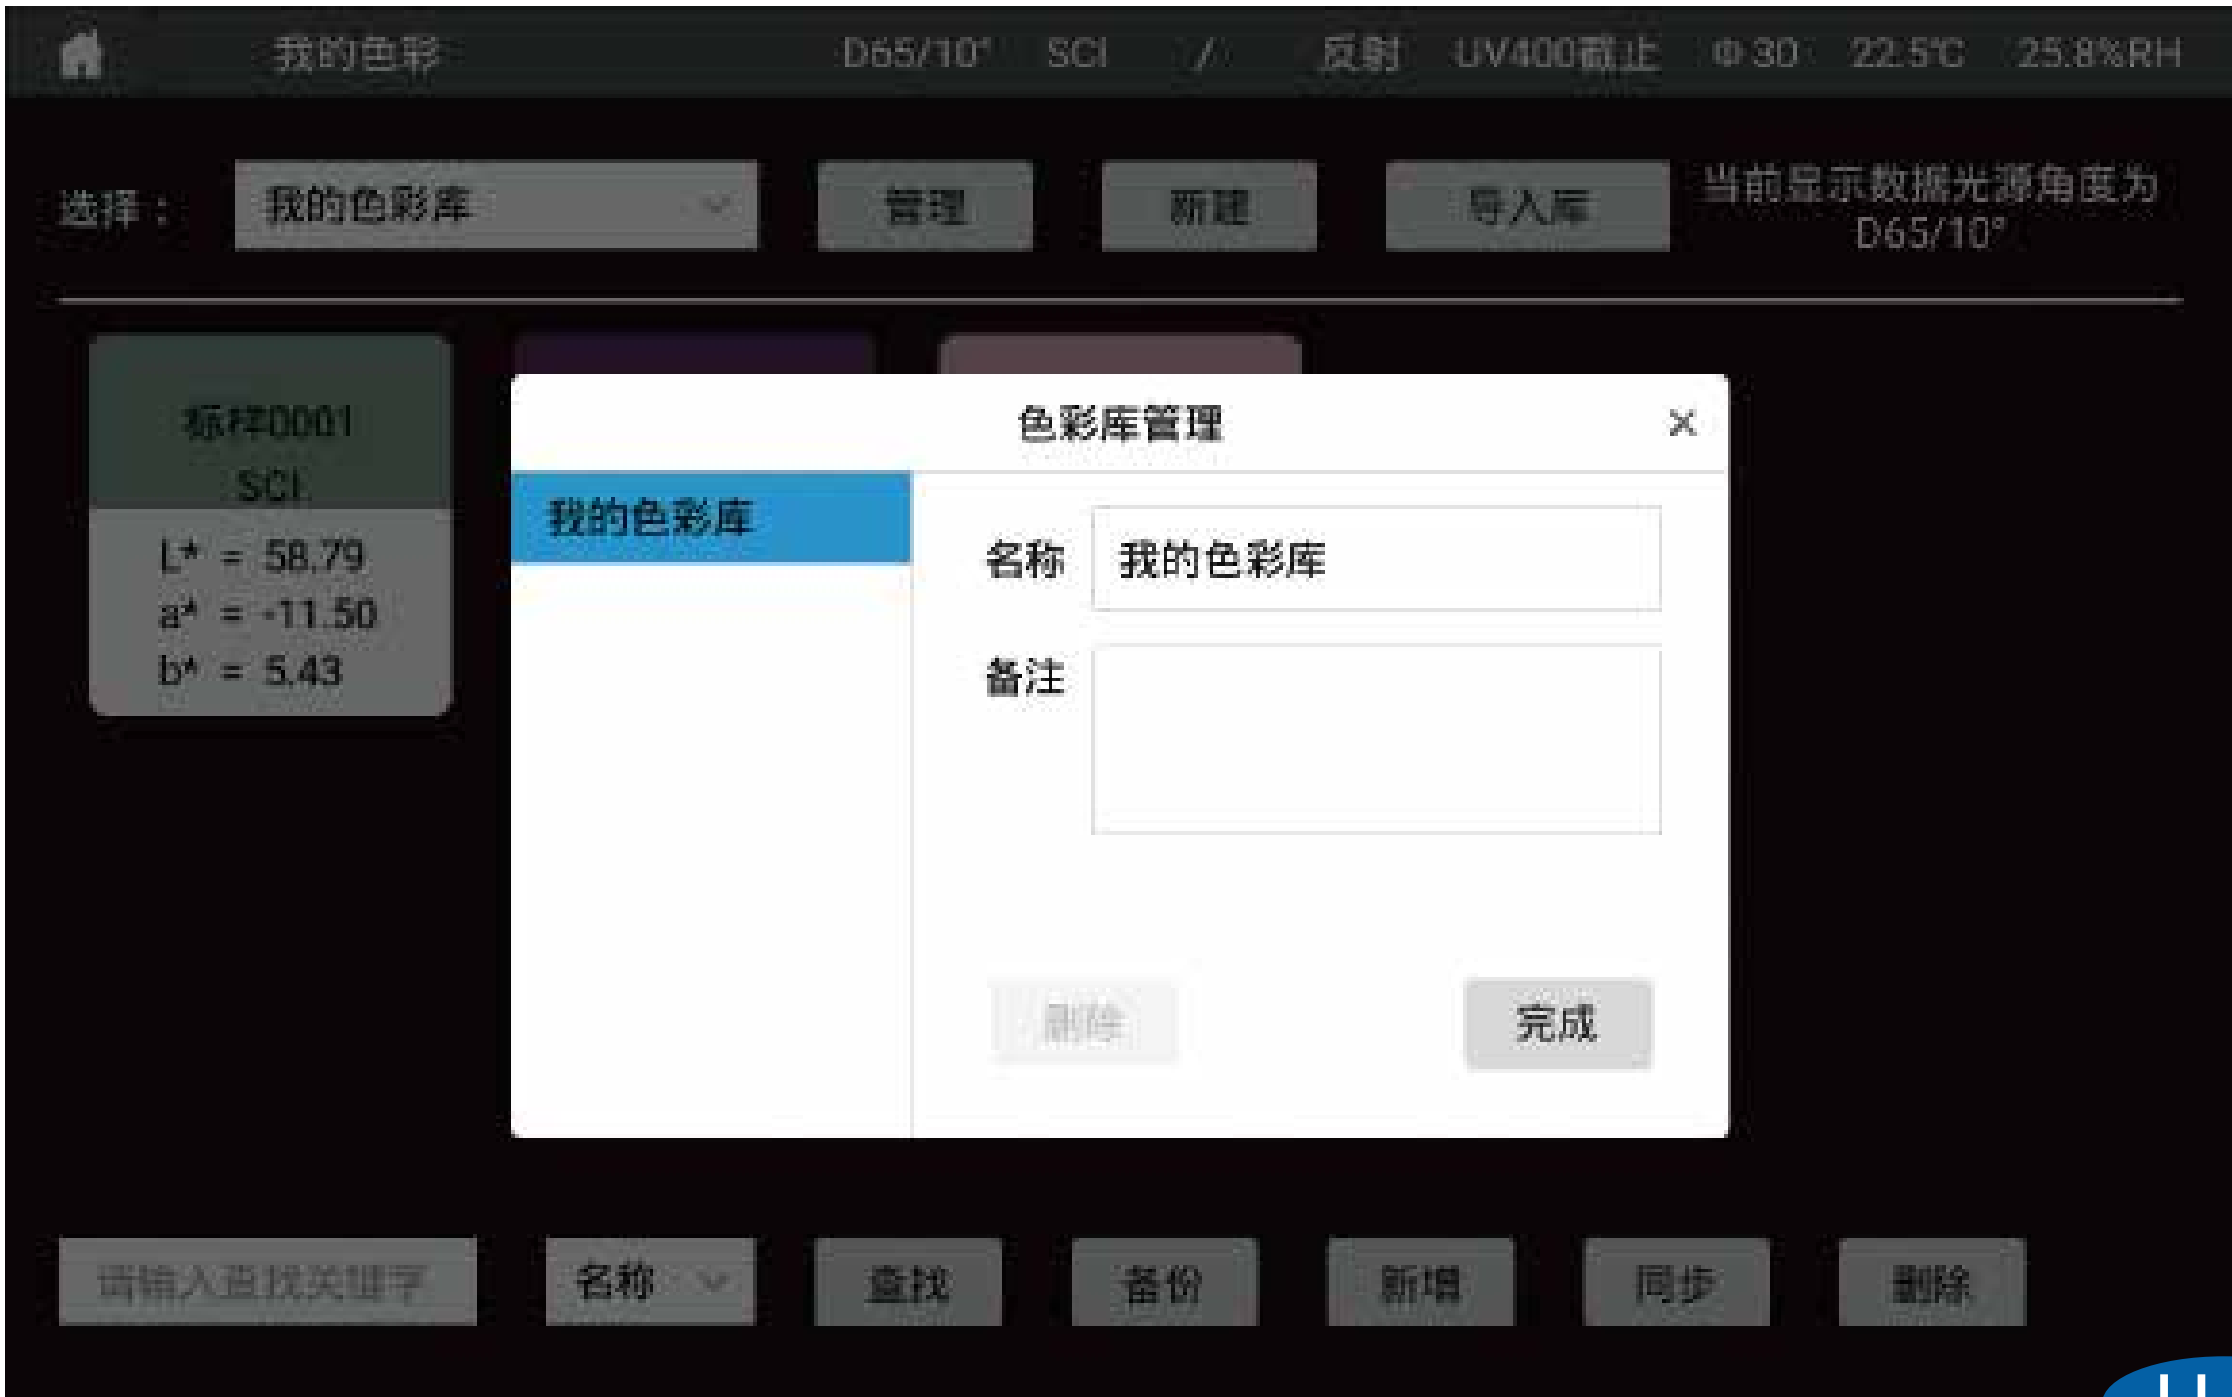 我的色彩 D65/10° SCI / 反射 UV400截止 Φ30 22.5℃ 25.8%RH
选择： 我的色彩库 管理 新建 导入库 当前显示数据光源角度为
D65/10°
标样0001
SCI
L* = 58.79
a* = -11.50
b* = 5.43
色彩库管理 ×
我的色彩库
名称 我的色彩库
备注
删除 完成
请输入查找关键字 名称 查找 备份 新增 同步 删除